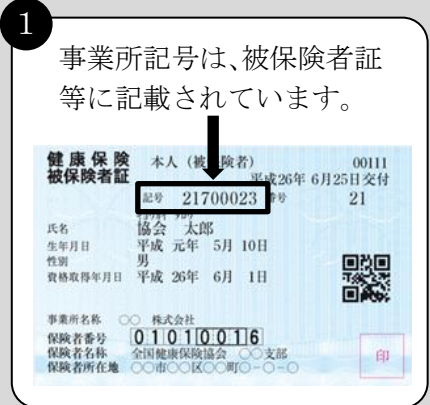 1
事業所記号は、被保険者証
等に記載されています。
健康保険 本人(被 険者) 00111
被保険者証 平成26年 6月25日交付
記号 21700023 番号 21
氏名 協会 太郎
生年月日 平成 元年 5月 10日
性別 男
資格取得年月日 平成 26年 6月 1日
事業所名称 ○○ 株式会社
保険者番号 01010016
保険者名称 全国健康保険協会 ○○支部
保険者所在地 ○○市○○区○○町○-○-○
印